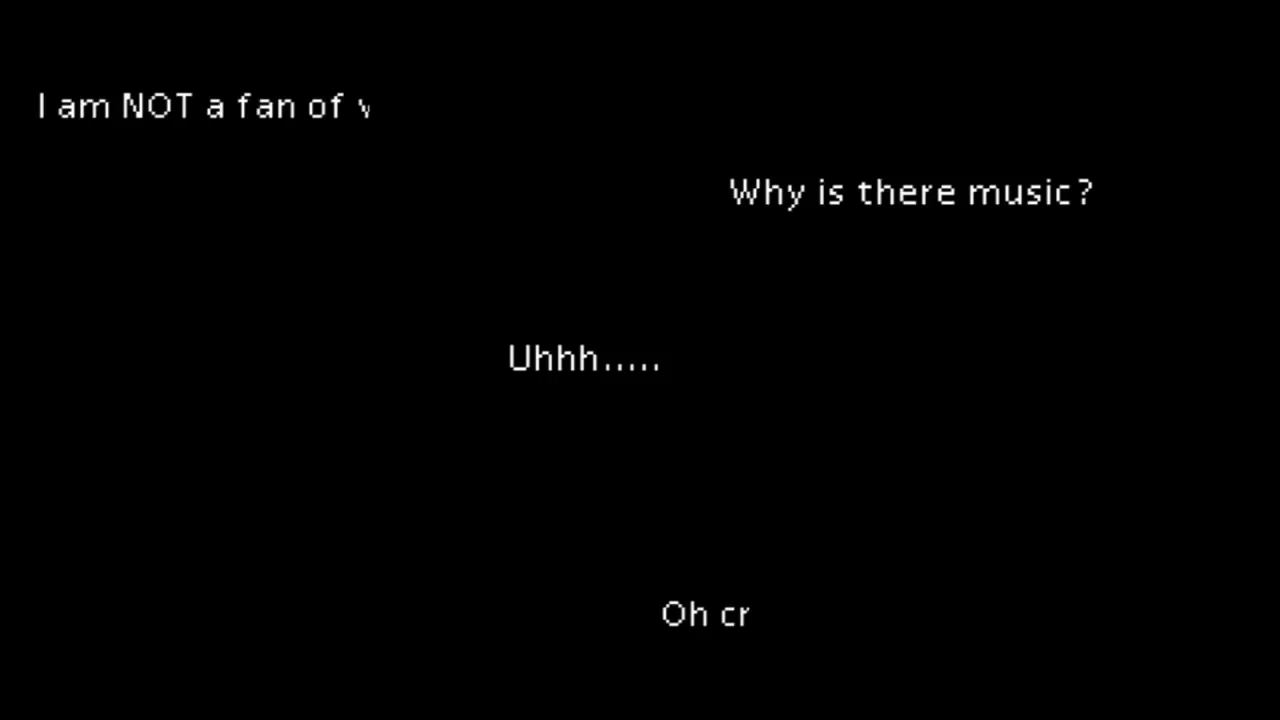 I am NOT a fan of
Why is there music?
Uhhh.....
Oh cr